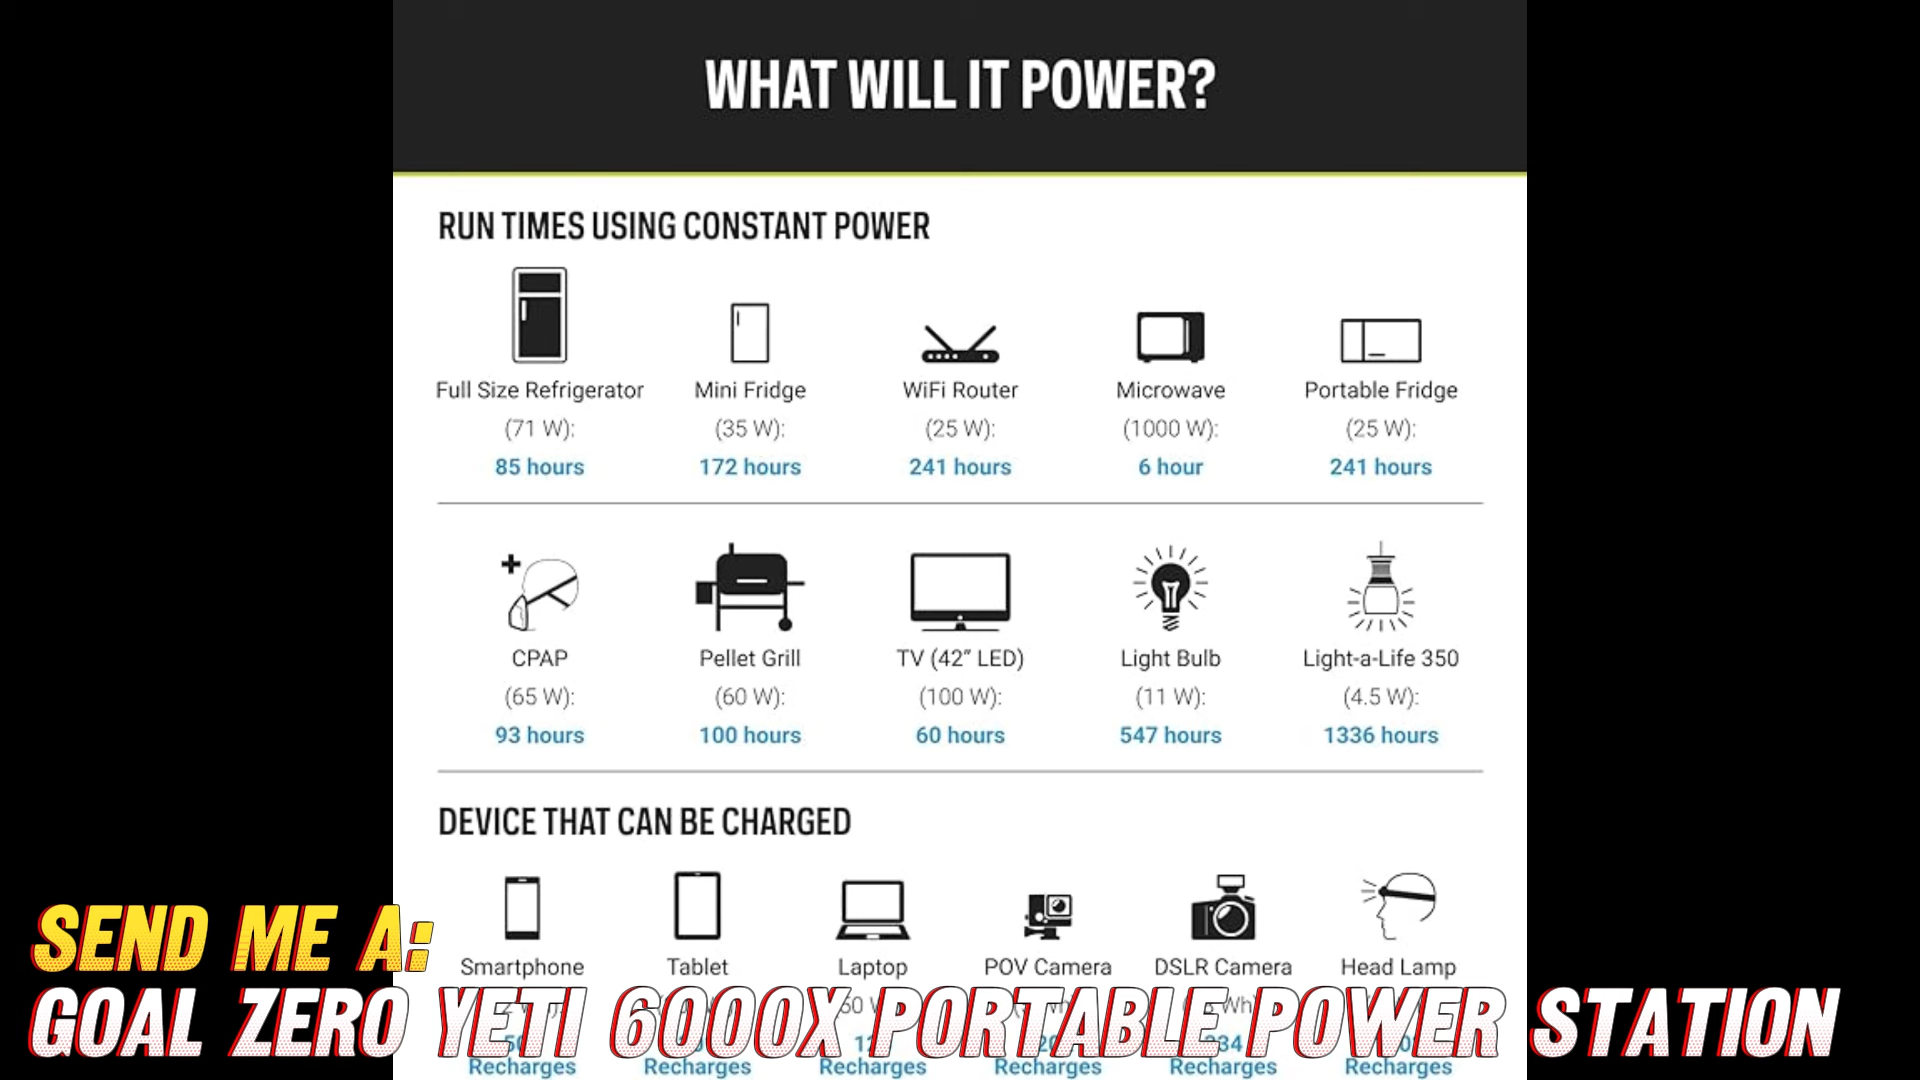 WHAT WILL IT POWER?
RUN TIMES USING CONSTANT POWER
Full Size Refrigerator Mini Fridge WiFi Router Microwave Portable Fridge
(71 W): (35 W): (25 W): (1000 W): (25 W):
85 hours 172 hours 241 hours 6 hour 241 hours
CPAP Pellet Grill TV (42” LED) Light Bulb Light-a-Life 350
(65 W): (60 W): (100 W): (11 W): (4.5 W):
93 hours 100 hours 60 hours 547 hours 1336 hours
DEVICE THAT CAN BE CHARGED
SEND ME A:
Smartphone Tablet Laptop POV Camera DSLR Camera Head Lamp
GOAL ZERO YETI 6000X PORTABLE POWER STATION
Recharges Recharges Recharges Recharges Recharges Recharges